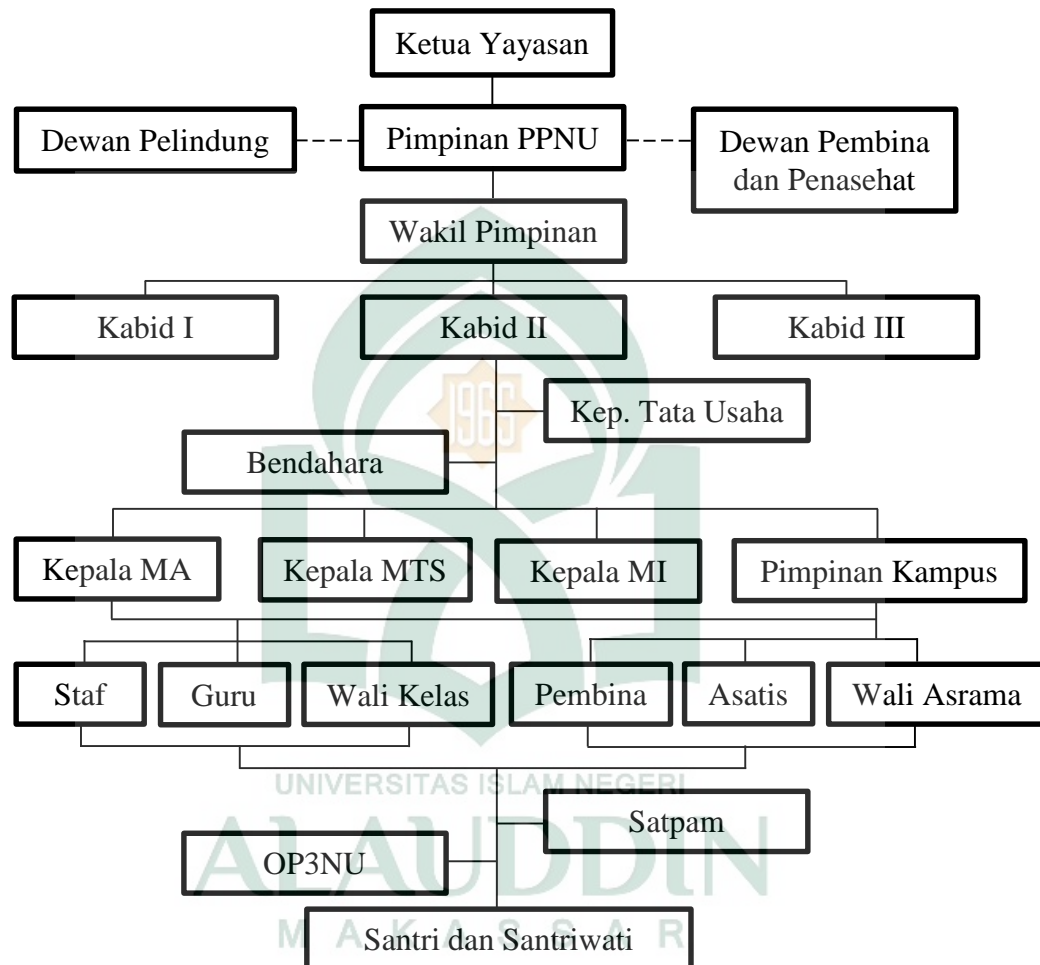 Ketua Yayasan
Dewan Pelindung
Pimpinan PPNU
Dewan Pembina
dan Penasehat
Wakil Pimpinan
Kabid I
Kabid II
Kabid III
1965
Kep. Tata Usaha
Bendahara
Kepala MA
Kepala MTS
Kepala MI
Pimpinan Kampus
Staf
Guru
Wali Kelas
Pembina
Asatis
Wali Asrama
UNIVERSITAS ISLAM NEGERI
Satpam
ALAUDDIN
OP3NU
MAKASSAR
Santri dan Santriwati